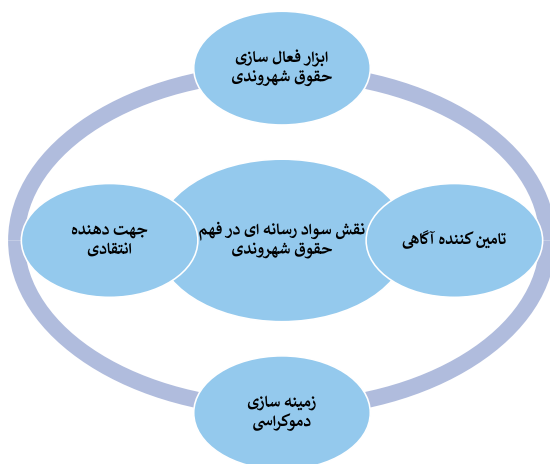 ابزار فعال سازی
حقوق شهروندی
تامین کننده آگاهی
نقش سواد رسانه ای در فهم
حقوق شهروندی
جهت دهنده
انتقادی
زمینه سازی
دموکراسی